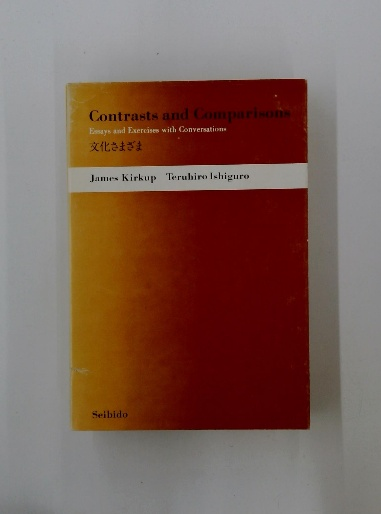 Contrasts and Comparisons
Essays and Exercises with Conversations
文化さまざま
James Kirkup Teruhiro Ishiguro
Seibido